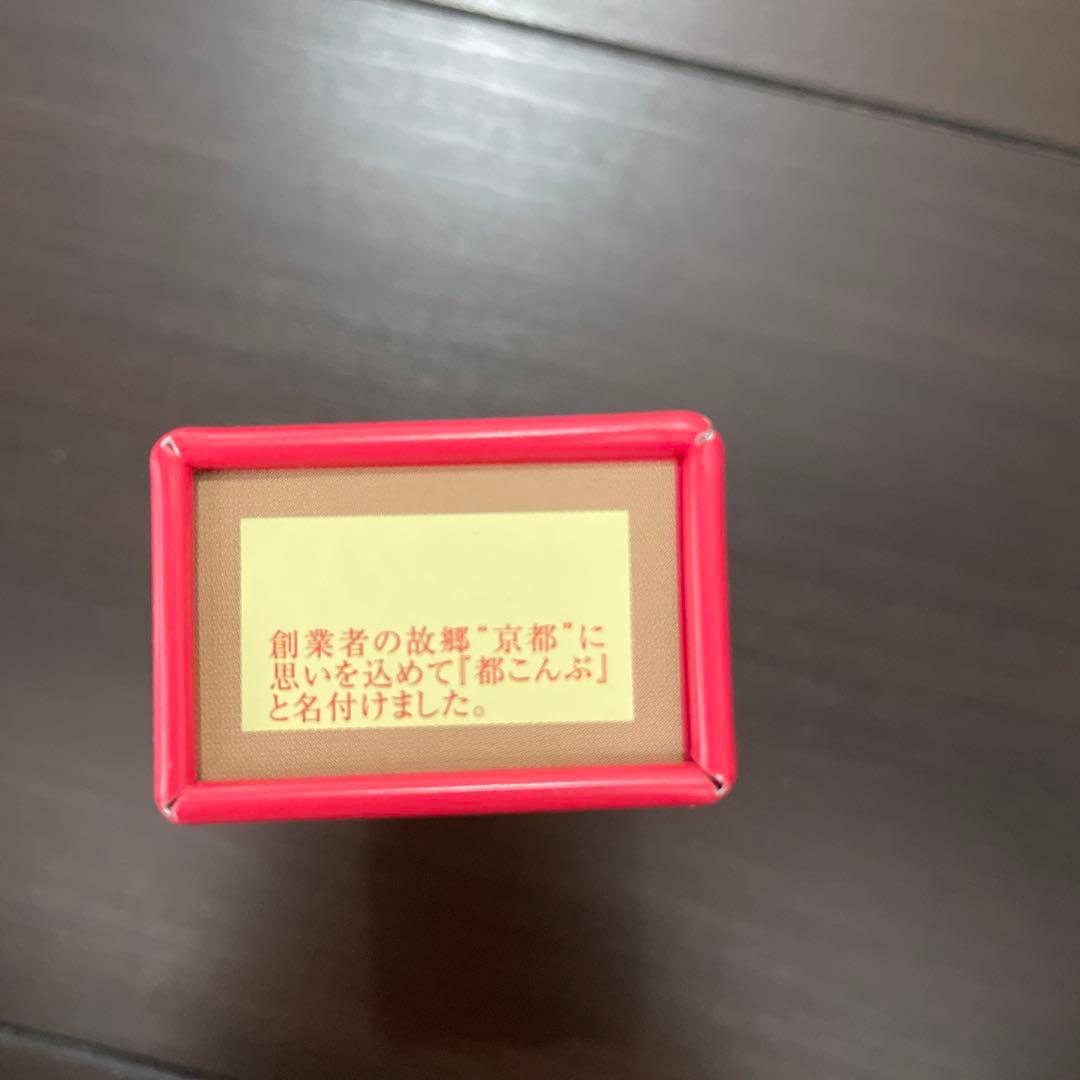 創業者の故郷“京都”に
思いを込めて『都こんぶ』
と名付けました。